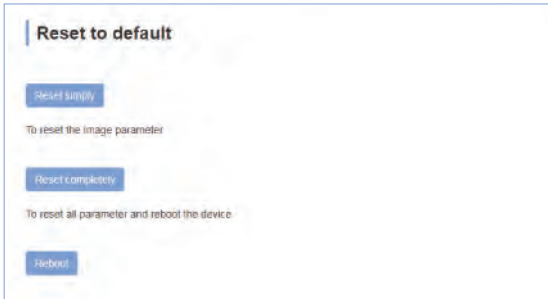 Reset to default
Reset simply
To reset the image parameter
Reset completely
To reset all parameter and reboot the device
Reboot